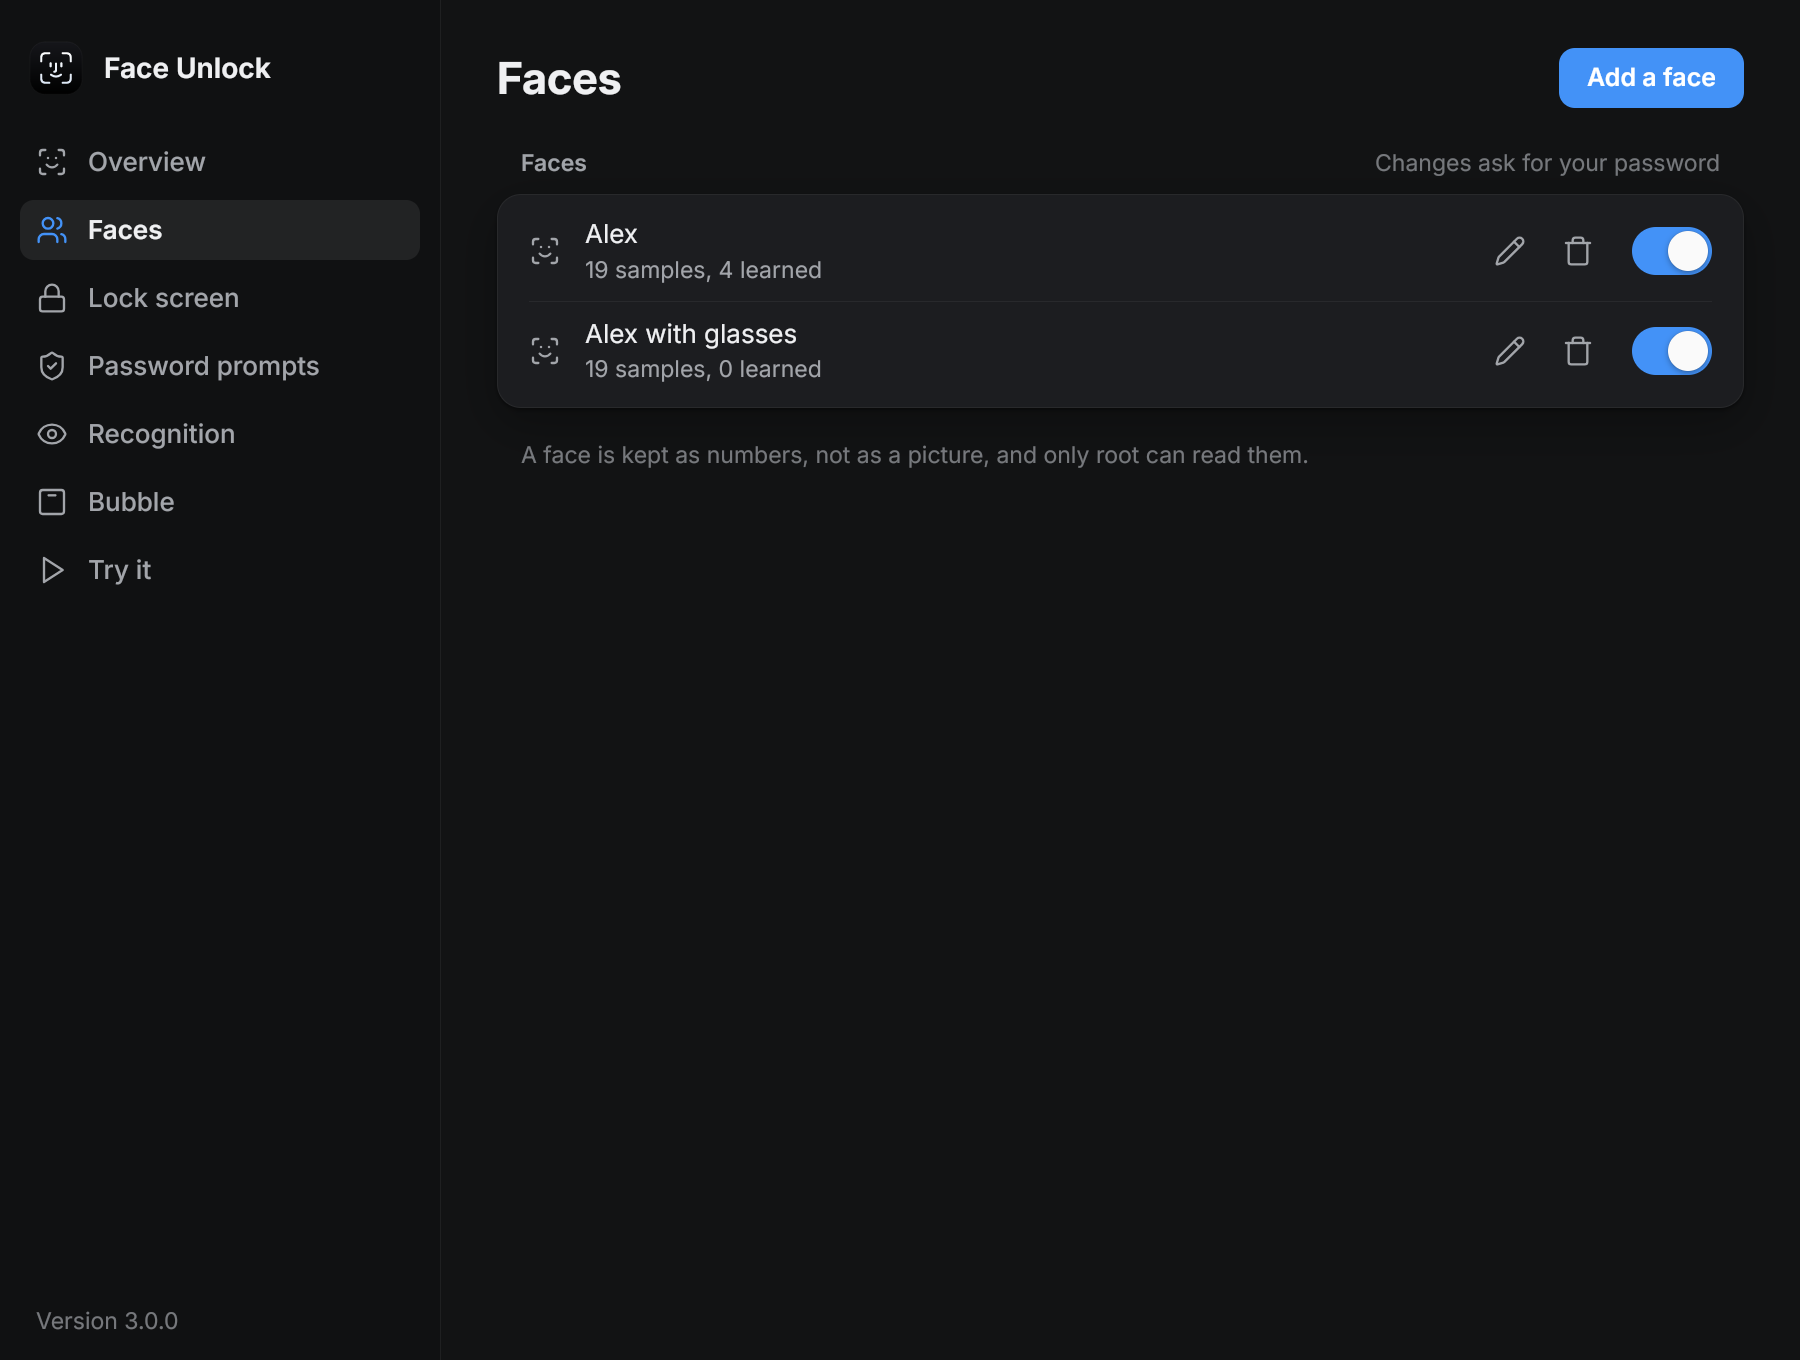 Face Unlock
Overview
Faces
Lock screen
Password prompts
Recognition
Bubble
Try it
Version 3.0.0
Faces
Add a face
Faces
Changes ask for your password
Alex
19 samples, 4 learned
Alex with glasses
19 samples, 0 learned
A face is kept as numbers, not as a picture, and only root can read them.